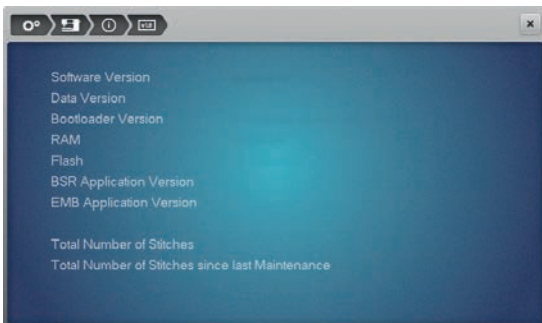 Software Version
Data Version
Bootloader Version
RAM
Flash
BSR Application Version
EMB Application Version
Total Number of Stitches
Total Number of Stitches since last Maintenance